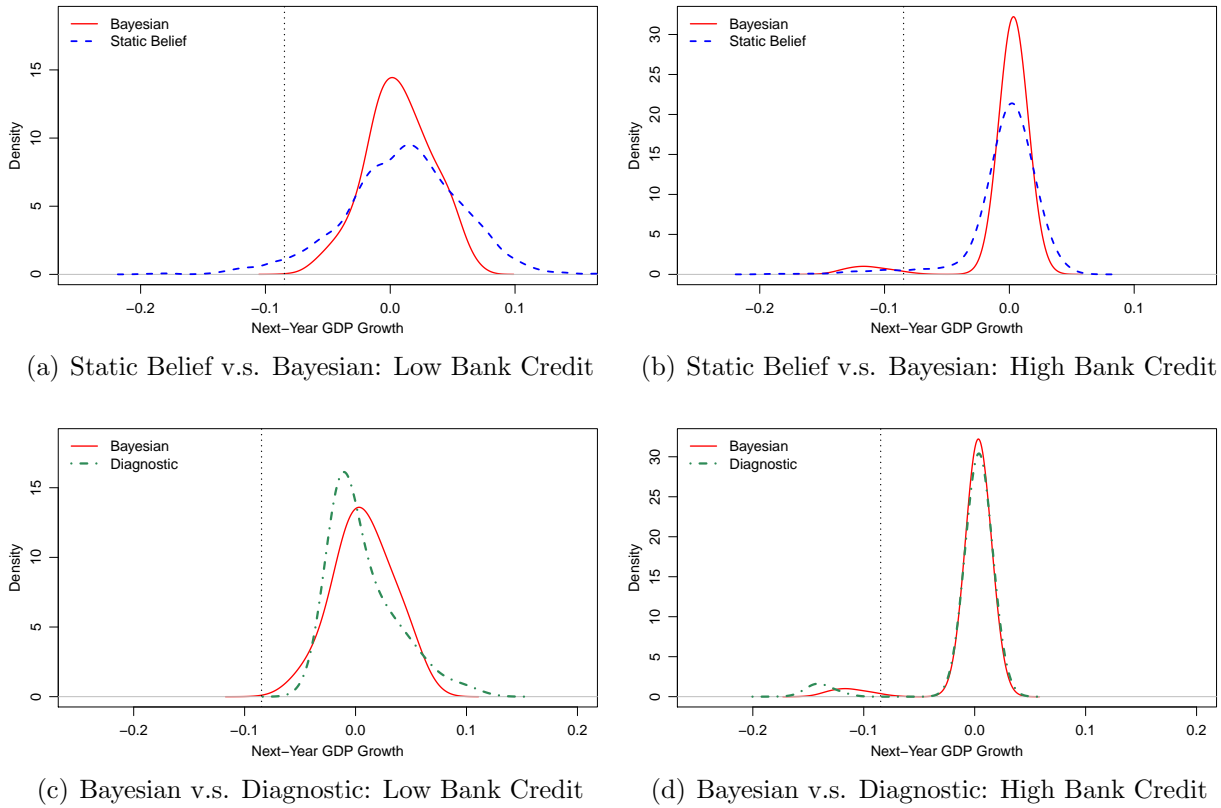 Bayesian
Static Belief
Density
0
5
10
15
−0.2
−0.1
0.0
0.1
Next−Year GDP Growth
(a) Static Belief v.s. Bayesian: Low Bank Credit
Bayesian
Static Belief
Density
0
5
10
15
20
25
30
−0.2
−0.1
0.0
0.1
Next−Year GDP Growth
(b) Static Belief v.s. Bayesian: High Bank Credit
Bayesian
Diagnostic
Density
0
5
10
15
−0.2
−0.1
0.0
0.1
0.2
Next−Year GDP Growth
(c) Bayesian v.s. Diagnostic: Low Bank Credit
Bayesian
Diagnostic
Density
0
5
10
15
20
25
30
−0.2
−0.1
0.0
0.1
0.2
Next−Year GDP Growth
(d) Bayesian v.s. Diagnostic: High Bank Credit